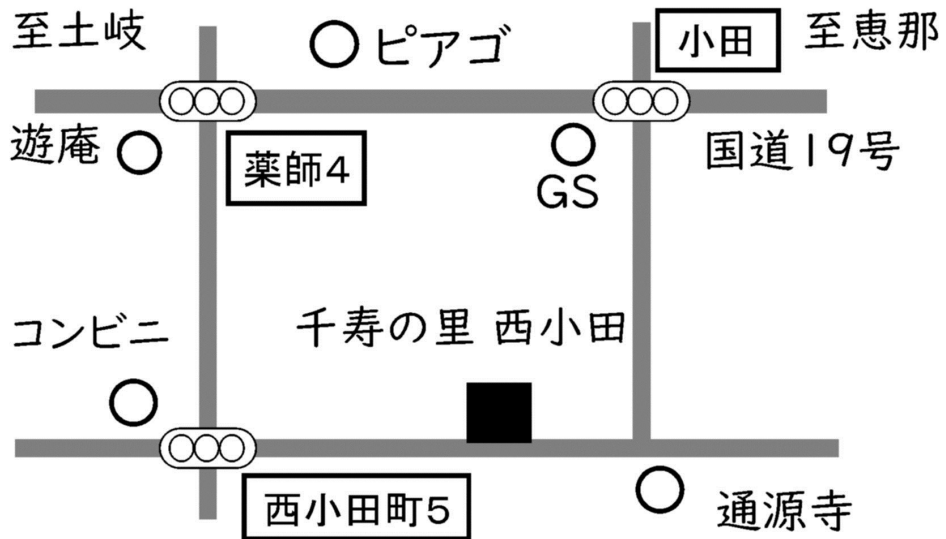 至土岐
ピアゴ
小田
至恵那
遊庵
薬師4
GS
国道19号
コンビニ
千寿の里 西小田
西小田町5
通源寺